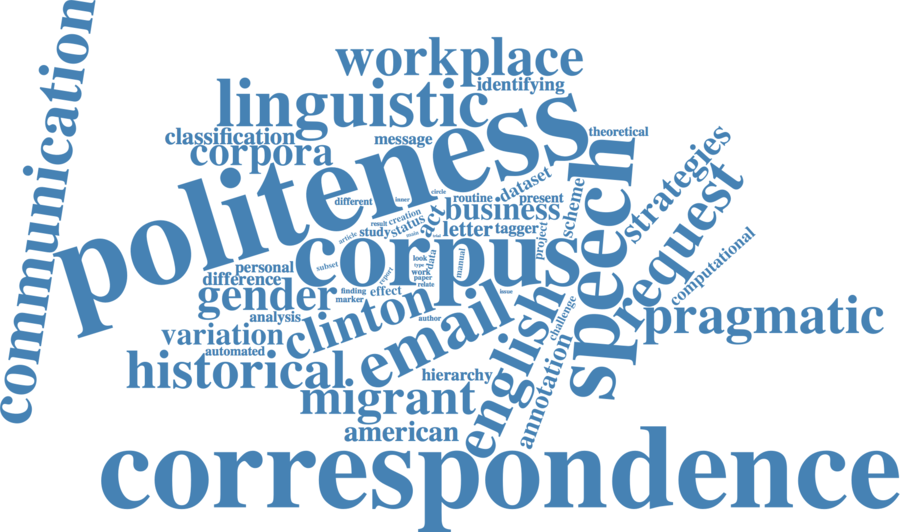 communication
workplace
identifying
linguistic
classification
message
theoretical
corpora
politeness
strategies
speech
request
circle
different
inner
routine
dataset
present
scheme
business
act
creation
status
result
study
article
letter
tagger
project
corpus
computational
personal
difference
subset
look
type
data
work
paper
relate
report
manual
gender
finding
marker
effect
issue
analysis
author
clinton
email
english
challenge
pragmatic
variation
automated
historical
hierarchy
annotation
migrant
american
correspondence